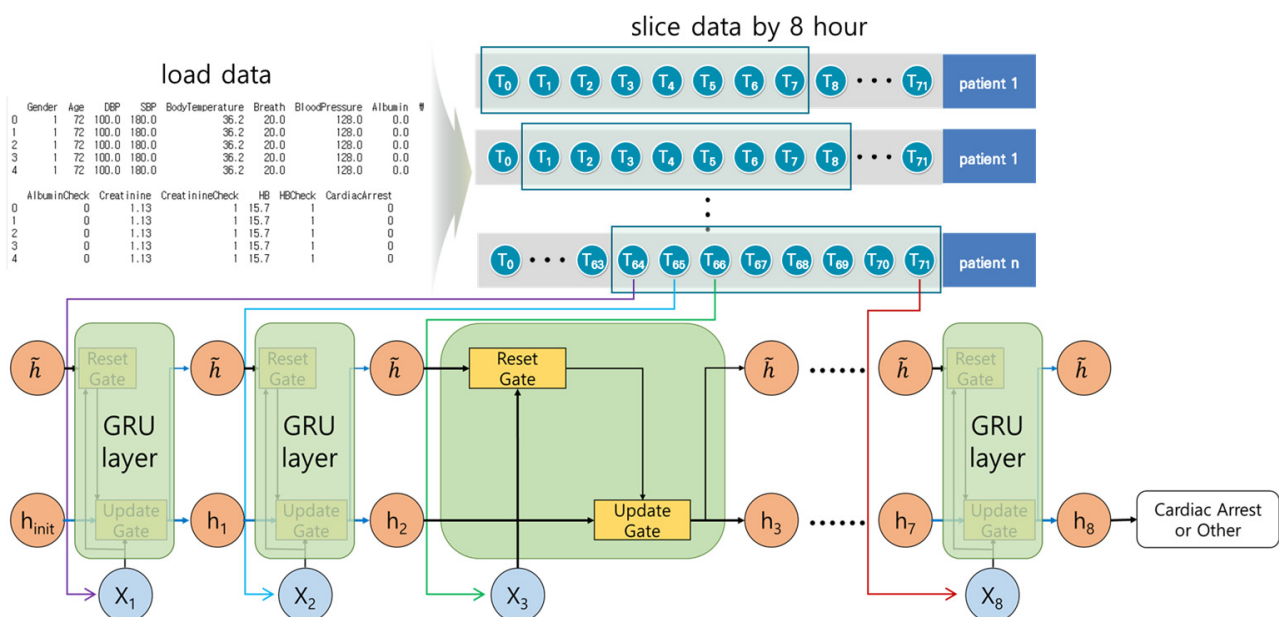 slice data by 8 hour
load data
T0 T1 T2 T3 T4 T5 T6 T7 T8 ••• T71 patient 1
T0 T1 T2 T3 T4 T5 T6 T7 T8 ••• T71 patient 1
T0 ••• T63 T64 T65 T66 T67 T68 T69 T70 T71 patient n
Gender Age DBP SBP BodyTemperature Breath BloodPressure Albumin ₩
0 1 72 100.0 180.0 36.2 20.0 128.0 0.0
1 1 72 100.0 180.0 36.2 20.0 128.0 0.0
2 1 72 100.0 180.0 36.2 20.0 128.0 0.0
3 1 72 100.0 180.0 36.2 20.0 128.0 0.0
4 1 72 100.0 180.0 36.2 20.0 128.0 0.0
AlbuminCheck Creatinine CreatinineCheck HB HBCheck CardiacArrest
0 0 1.13 1 15.7 1 0
1 0 1.13 1 15.7 1 0
2 0 1.13 1 15.7 1 0
3 0 1.13 1 15.7 1 0
4 0 1.13 1 15.7 1 0
h̃ Reset Gate h̃ Reset Gate h̃ Reset Gate h̃ •••••• h̃ Reset Gate h̃
GRU layer GRU layer GRU layer
h_init Update Gate h1 Update Gate h2 Update Gate h3 •••••• h7 Update Gate h8
Cardiac Arrest
or Other
X1 X2 X3 X8